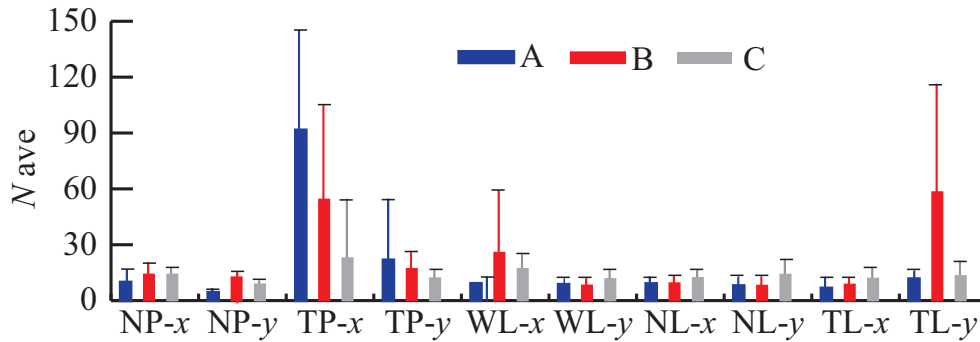 150
A B C
120
90
N ave
60
30
0
NP-x NP-y TP-x TP-y WL-x WL-y NL-x NL-y TL-x TL-y